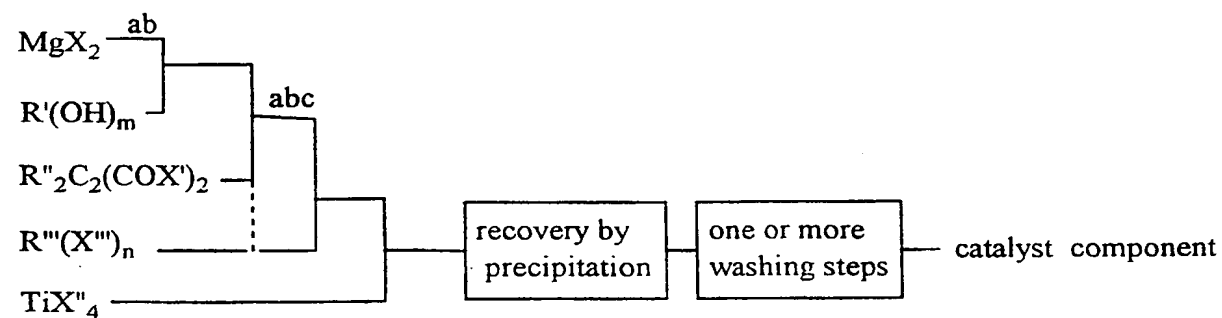 ab
MgX₂
R'(OH)ₘ
abc
R"₂C₂(COX')₂
R'"(X'")ₙ
TiX"₄
recovery by
precipitation
one or more
washing steps
catalyst component